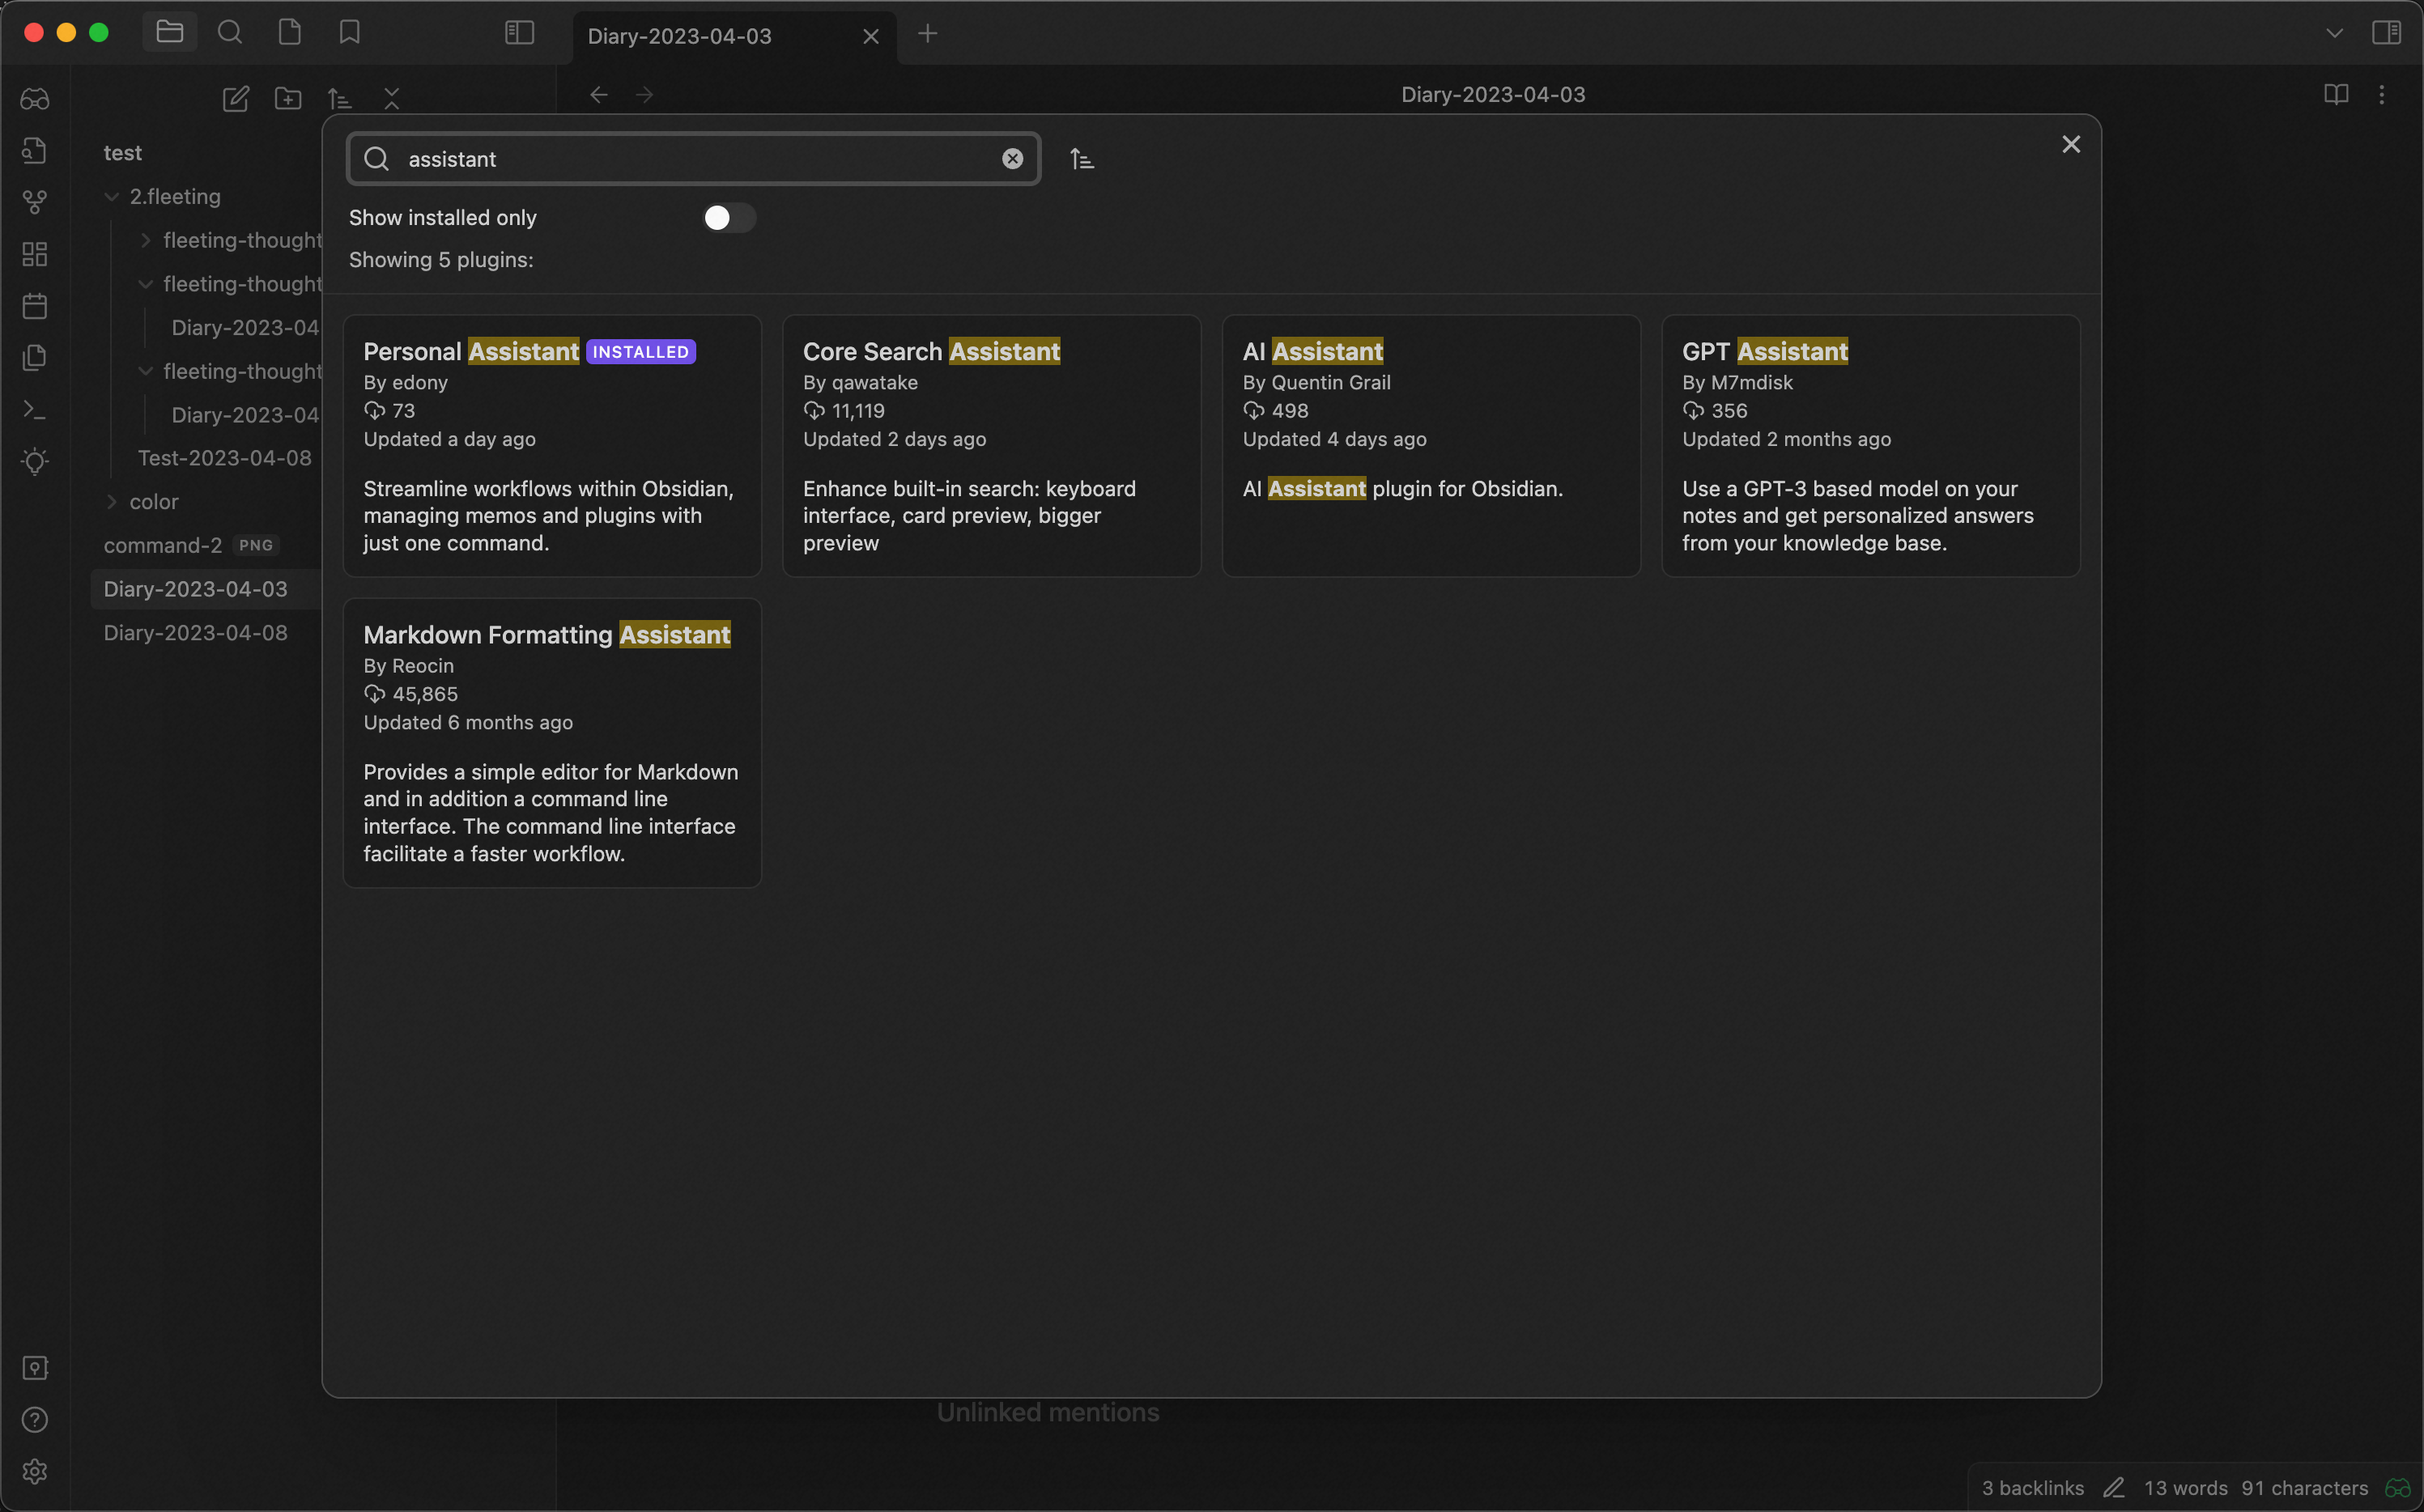 Diary-2023-04-03
Diary-2023-04-03
test
2.fleeting
fleeting-thought
fleeting-thought
Diary-2023-04
fleeting-thought
Diary-2023-04
Test-2023-04-08
color
command-2 PNG
Diary-2023-04-03
Diary-2023-04-08
assistant
Show installed only
Showing 5 plugins:
Personal Assistant INSTALLED
By edony
73
Updated a day ago
Streamline workflows within Obsidian,
managing memos and plugins with
just one command.
Core Search Assistant
By qawatake
11,119
Updated 2 days ago
Enhance built-in search: keyboard
interface, card preview, bigger
preview
AI Assistant
By Quentin Grail
498
Updated 4 days ago
AI Assistant plugin for Obsidian.
GPT Assistant
By M7mdisk
356
Updated 2 months ago
Use a GPT-3 based model on your
notes and get personalized answers
from your knowledge base.
Markdown Formatting Assistant
By Reocin
45,865
Updated 6 months ago
Provides a simple editor for Markdown
and in addition a command line
interface. The command line interface
facilitate a faster workflow.
Unlinked mentions
3 backlinks 13 words 91 characters